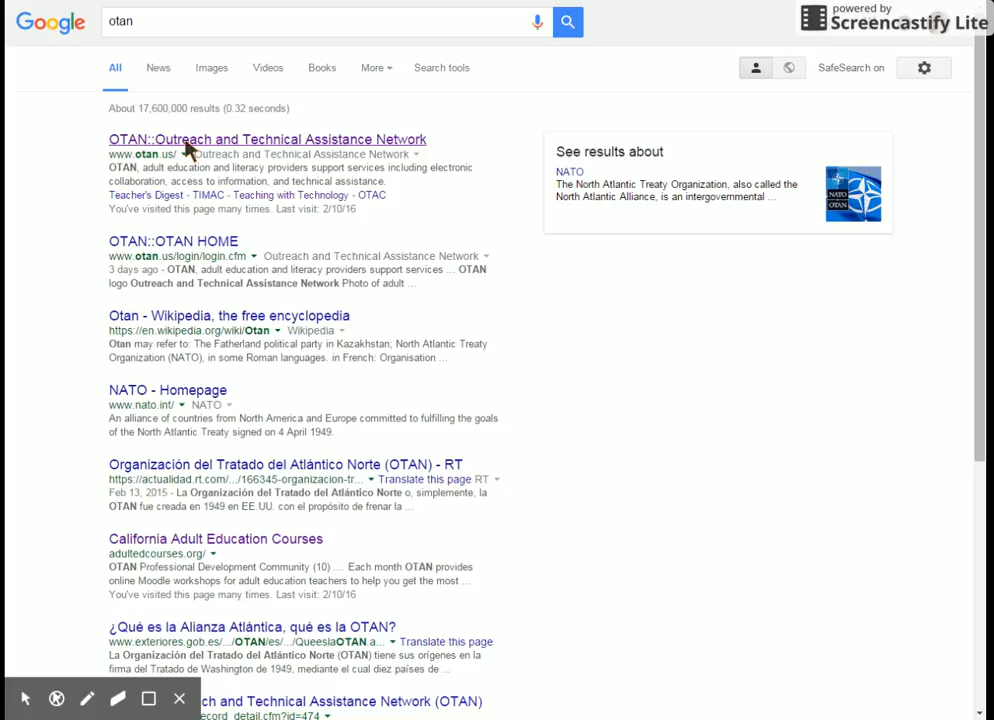 powered by
Screencastify Lite
Google
otan
All News Images Videos Books More Search tools
SafeSearch on
About 17,600,000 results (0.32 seconds)
OTAN::Outreach and Technical Assistance Network
www.otan.us/ Outreach and Technical Assistance Network
OTAN, adult education and literacy providers support services including electronic
collaboration, access to information, and technical assistance.
Teacher's Digest - TIMAC - Teaching with Technology - OTAC
You've visited this page many times. Last visit: 2/10/16
OTAN::OTAN HOME
www.otan.us/login/login.cfm Outreach and Technical Assistance Network
3 days ago - OTAN, adult education and literacy providers support services ... OTAN
logo Outreach and Technical Assistance Network Photo of adult ...
Otan - Wikipedia, the free encyclopedia
https://en.wikipedia.org/wiki/Otan Wikipedia
Otan may refer to: The Fatherland political party in Kazakhstan; North Atlantic Treaty
Organization (NATO), in some Roman languages. in French: Organisation ...
NATO - Homepage
www.nato.int/ NATO
An alliance of countries from North America and Europe committed to fulfilling the goals
of the North Atlantic Treaty signed on 4 April 1949.
Organización del Tratado del Atlántico Norte (OTAN) - RT
https://actualidad.rt.com/.../166345-organizacion-tr... Translate this page RT
Feb 13, 2015 - La Organización del Tratado del Atlántico Norte o, simplemente, la
OTAN fue creada en 1949 en EE.UU. con el propósito de frenar la ...
California Adult Education Courses
adultedcourses.org/
OTAN Professional Development Community (10) .... Each month OTAN provides
online Moodle workshops for adult education teachers to help you get the most ...
You've visited this page many times. Last visit: 2/10/16
¿Qué es la Alianza Atlántica, qué es la OTAN?
www.exteriores.gob.es/.../OTAN/es/.../QueeslaOTAN.a... Translate this page
La Organización del Tratado del Atlántico Norte (OTAN) tiene sus orígenes en la
firma del Tratado de Washington de 1949, mediante el cual diez países de ...
ch and Technical Assistance Network (OTAN)
ecord_detail.cfm?id=474
See results about
NATO
The North Atlantic Treaty Organization, also called the
North Atlantic Alliance, is an intergovernmental ...
NATO
OTAN